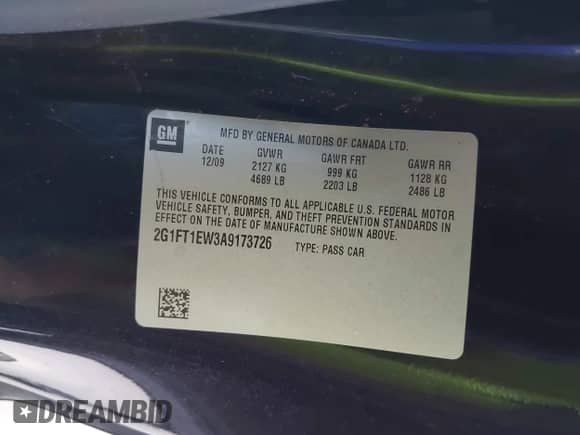 GM
MFD BY GENERAL MOTORS OF CANADA LTD.
DATE GVWR GAWR FRT GAWR RR
12/09 2127 KG 999 KG 1128 KG
4689 LB 2203 LB 2486 LB
THIS VEHICLE CONFORMS TO ALL APPLICABLE U.S. FEDERAL MOTOR
VEHICLE SAFETY, BUMPER, AND THEFT PREVENTION STANDARDS IN
EFFECT ON THE DATE OF MANUFACTURE SHOWN ABOVE.
2G1FT1EW3A9173726 TYPE: PASS CAR
DREAMBID